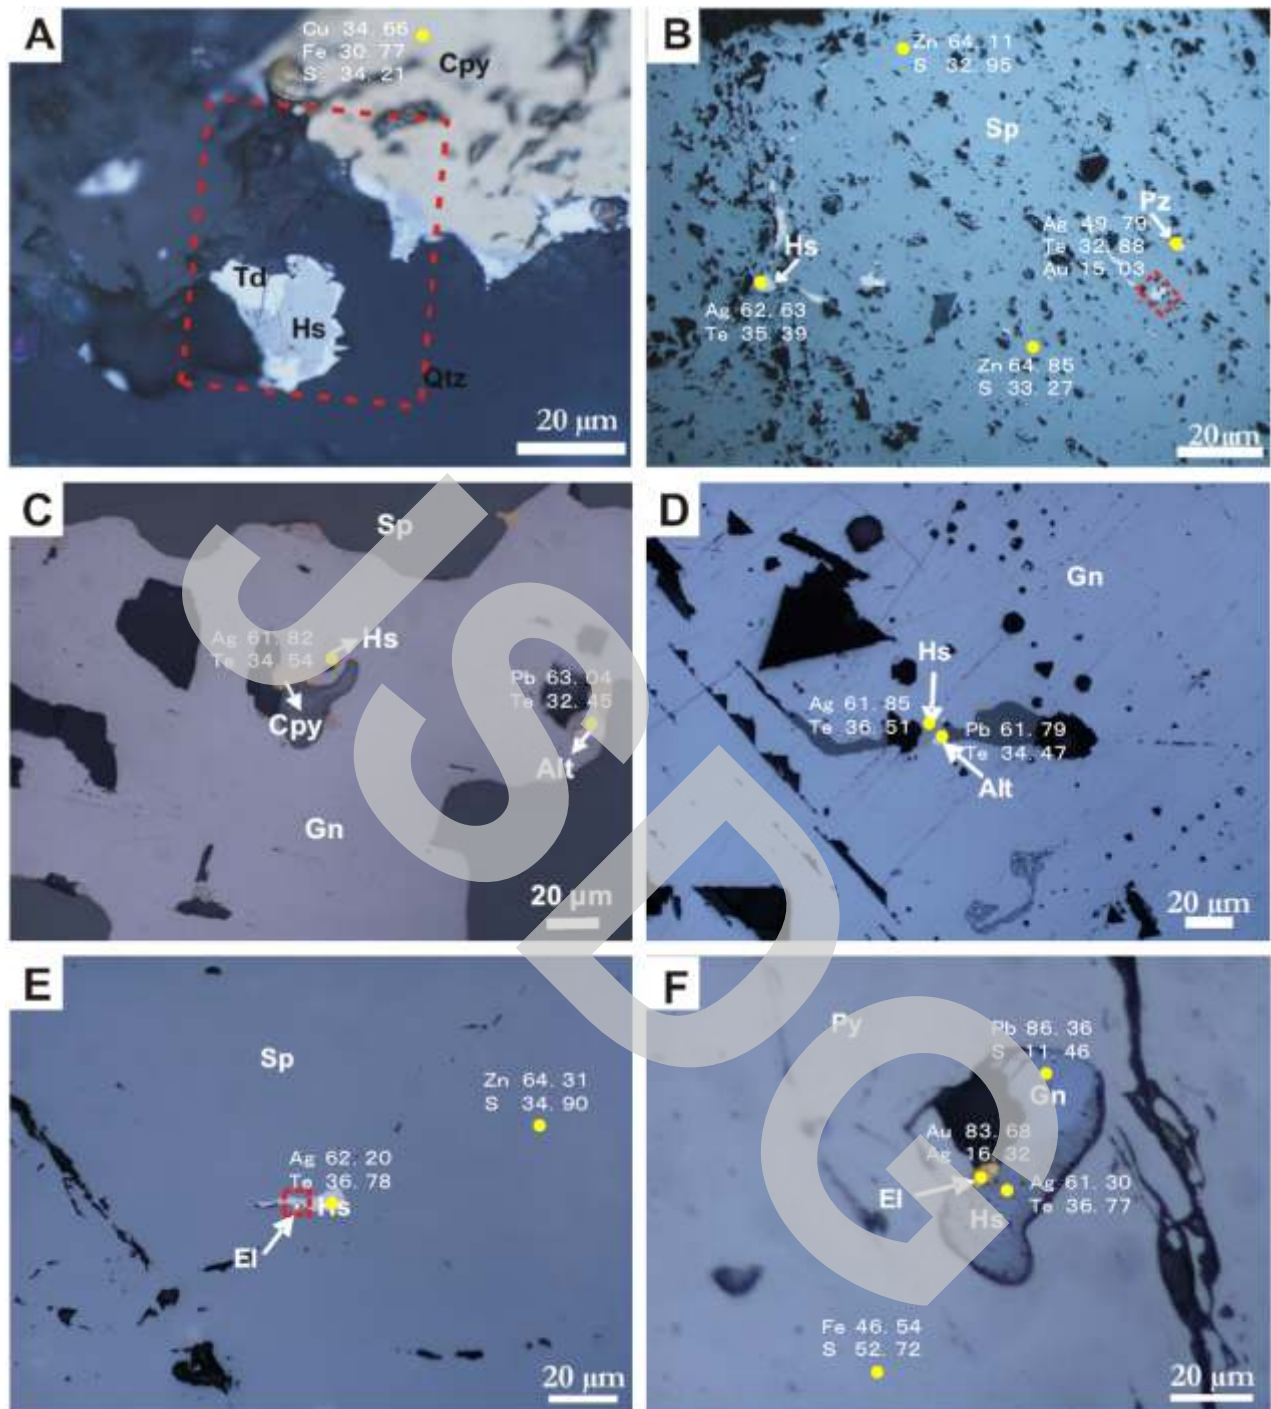 A
Cu 34. 66
Fe 30. 77
S 34. 21
Cpy
Td
Hs
Qtz
20 μm
B
Zn 64. 11
S 32. 95
Sp
Pz
Ag 49. 79
Te 32. 88
Au 15. 03
Hs
Ag 62. 63
Te 35. 39
Zn 64. 85
S 33. 27
20 μm
C
Sp
Ag 61. 82
Te 34. 54
Hs
Cpy
Pb 63. 04
Te 32. 45
Alt
Gn
20 μm
D
Gn
Hs
Ag 61. 85
Te 36. 51
Pb 61. 79
Te 34. 47
Alt
20 μm
E
Sp
Zn 64. 31
S 34. 90
Ag 62. 20
Te 36. 78
Hs
El
20 μm
F
Py
Pb 86. 36
S 11. 46
Gn
Au 83. 68
Ag 16. 32
El
Ag 61. 30
Te 36. 77
Hs
Fe 46. 54
S 52. 72
20 μm
JSDG